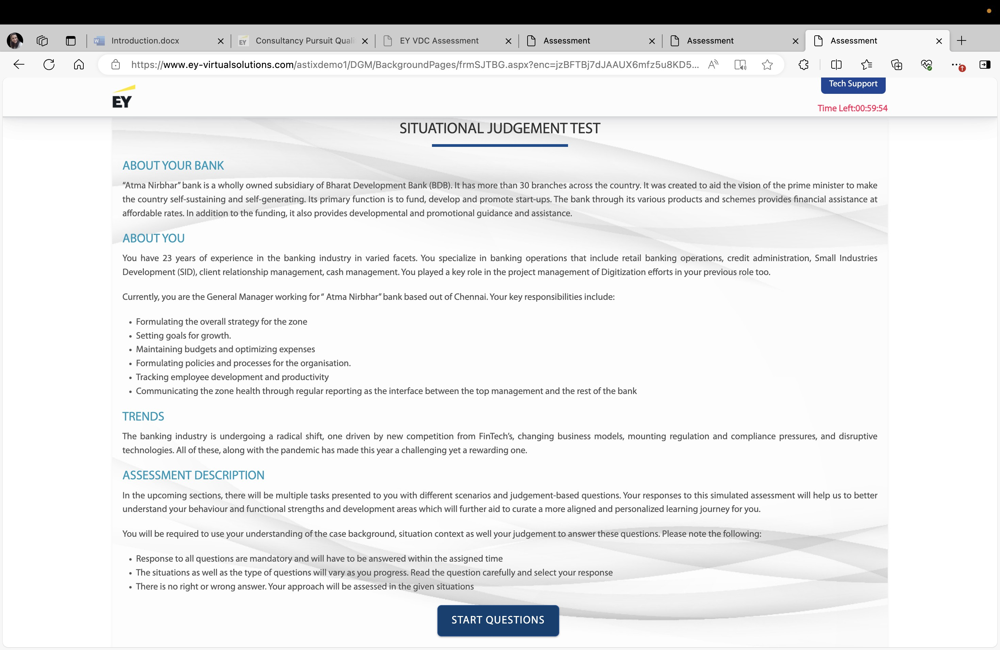 Introduction.docx
Consultancy Pursuit Quali
EY VDC Assessment
Assessment
Assessment
Assessment
https://www.ey-virtualsolutions.com/astixdemo1/DGM/BackgroundPages/frmSJTBG.aspx?enc=jzBFTBj7dJAAUX6mfz5u8KD5...
EY
Tech Support
Time Left:00:59:54
SITUATIONAL JUDGEMENT TEST
ABOUT YOUR BANK
“Atma Nirbhar” bank is a wholly owned subsidiary of Bharat Development Bank (BDB). It has more than 30 branches across the country. It was created to aid the vision of the prime minister to make
the country self-sustaining and self-generating. Its primary function is to fund, develop and promote start-ups. The bank through its various products and schemes provides financial assistance at
affordable rates. In addition to the funding, it also provides developmental and promotional guidance and assistance.
ABOUT YOU
You have 23 years of experience in the banking industry in varied facets. You specialize in banking operations that include retail banking operations, credit administration, Small Industries
Development (SID), client relationship management, cash management. You played a key role in the project management of Digitization efforts in your previous role too.
Currently, you are the General Manager working for “ Atma Nirbhar” bank based out of Chennai. Your key responsibilities include:
• Formulating the overall strategy for the zone
• Setting goals for growth.
• Maintaining budgets and optimizing expenses
• Formulating policies and processes for the organisation.
• Tracking employee development and productivity
• Communicating the zone health through regular reporting as the interface between the top management and the rest of the bank
TRENDS
The banking industry is undergoing a radical shift, one driven by new competition from FinTech’s, changing business models, mounting regulation and compliance pressures, and disruptive
technologies. All of these, along with the pandemic has made this year a challenging yet a rewarding one.
ASSESSMENT DESCRIPTION
In the upcoming sections, there will be multiple tasks presented to you with different scenarios and judgement-based questions. Your responses to this simulated assessment will help us to better
understand your behaviour and functional strengths and development areas which will further aid to curate a more aligned and personalized learning journey for you.
You will be required to use your understanding of the case background, situation context as well your judgement to answer these questions. Please note the following:
• Response to all questions are mandatory and will have to be answered within the assigned time
• The situations as well as the type of questions will vary as you progress. Read the question carefully and select your response
• There is no right or wrong answer. Your approach will be assessed in the given situations
START QUESTIONS